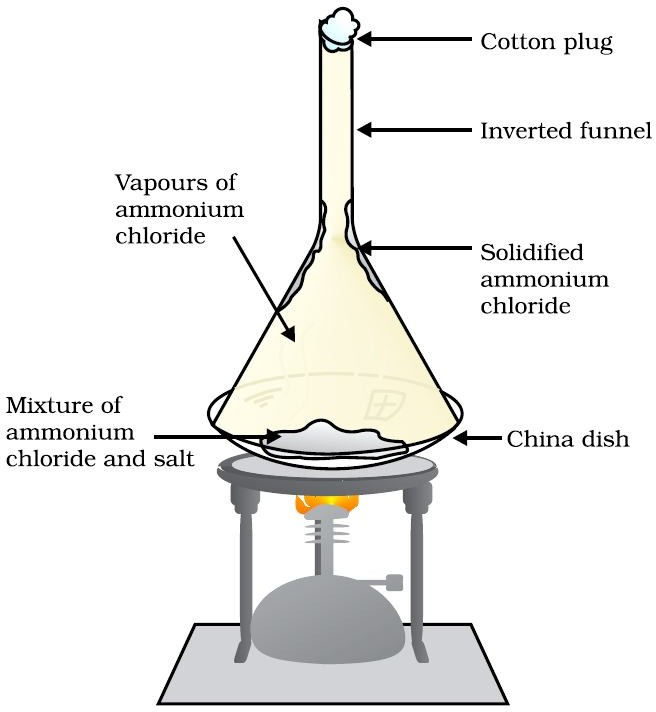 Cotton plug
Inverted funnel
Vapours of
ammonium
chloride
Solidified
ammonium
chloride
Mixture of
ammonium
chloride and salt
China dish